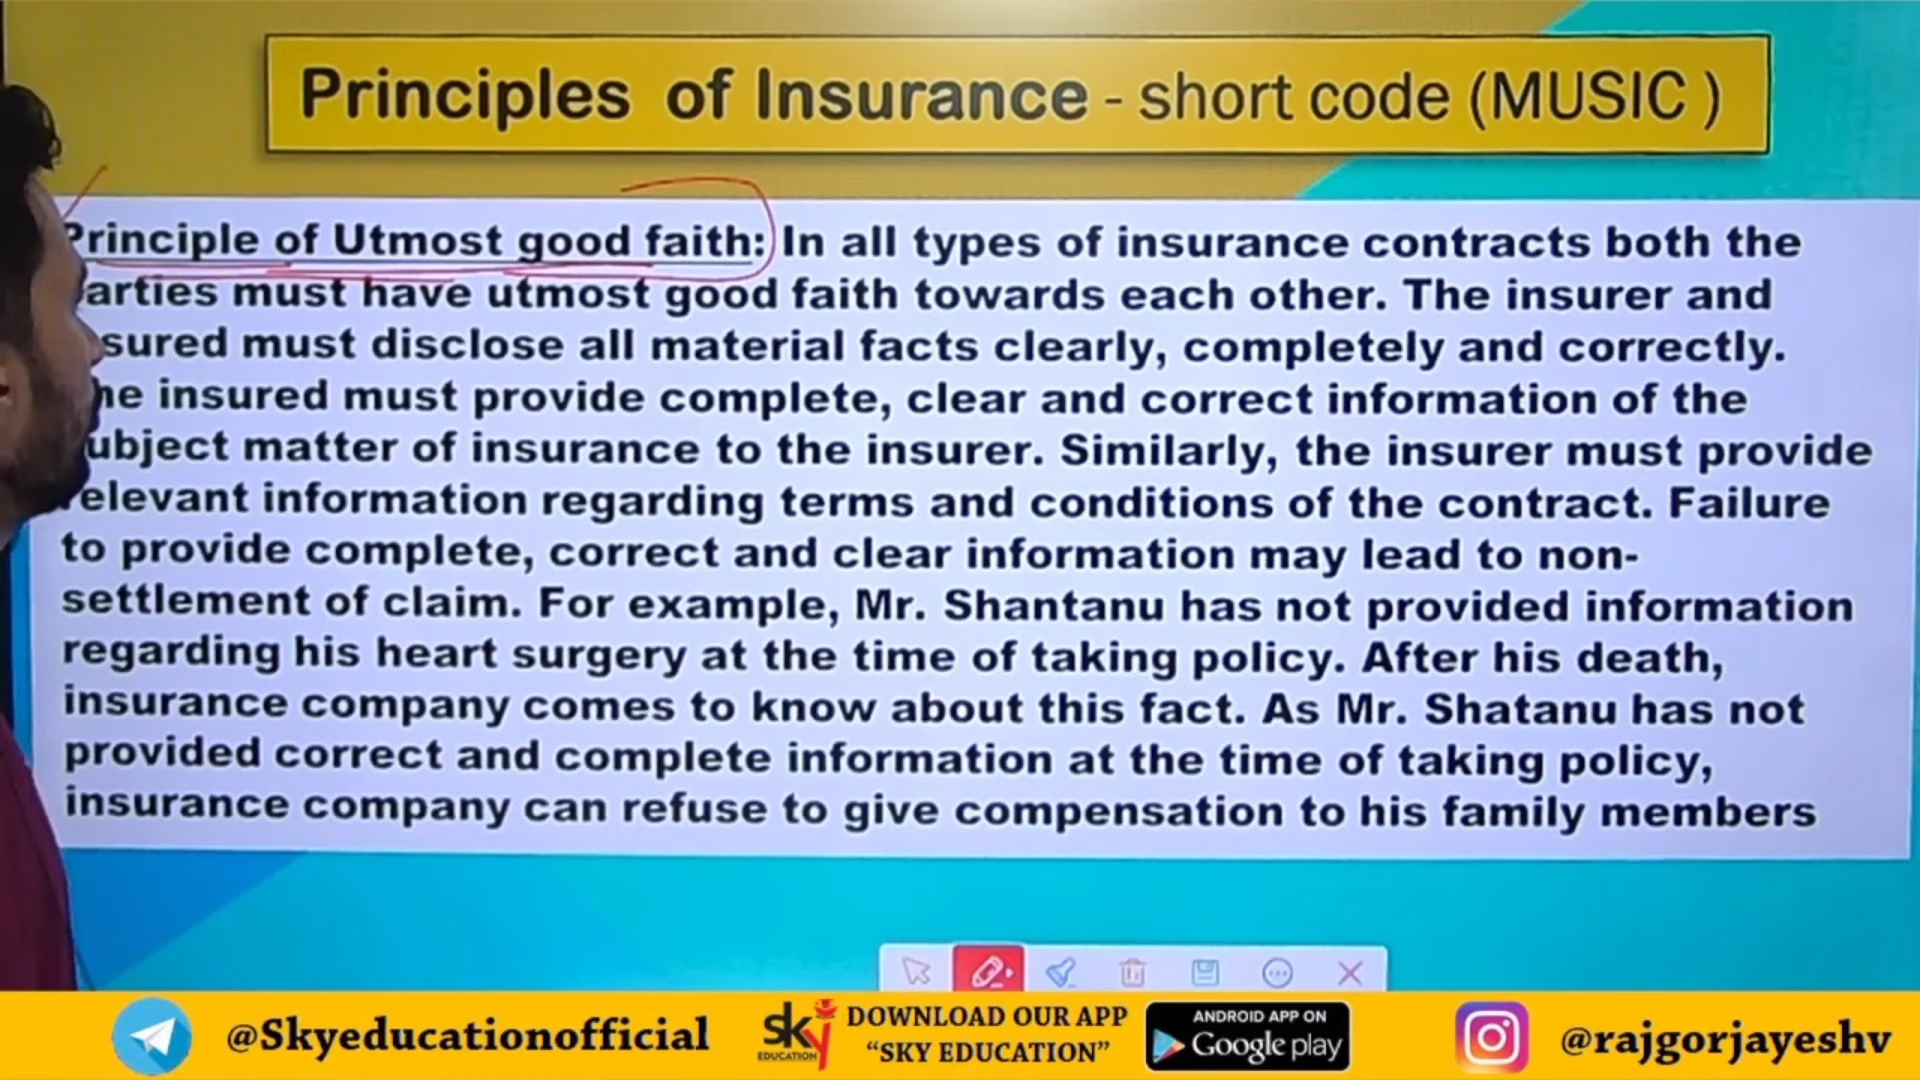 Principles of Insurance - short code (MUSIC )
Principle of Utmost good faith: In all types of insurance contracts both the
must have utmost good faith towards each other. The insurer and
must disclose all material facts clearly, completely and correctly.
insured must provide complete, clear and correct information of the
matter of insurance to the insurer. Similarly, the insurer must provide
relevant information regarding terms and conditions of the contract. Failure
to provide complete, correct and clear information may lead to non-
settlement of claim. For example, Mr. Shantanu has not provided information
regarding his heart surgery at the time of taking policy. After his death,
insurance company comes to know about this fact. As Mr. Shatanu has not
provided correct and complete information at the time of taking policy,
insurance company can refuse to give compensation to his family members
@Skyeducationofficial
sky
EDUCATION
DOWNLOAD OUR APP
“SKY EDUCATION”
ANDROID APP ON
Google play
@rajgorjayeshv